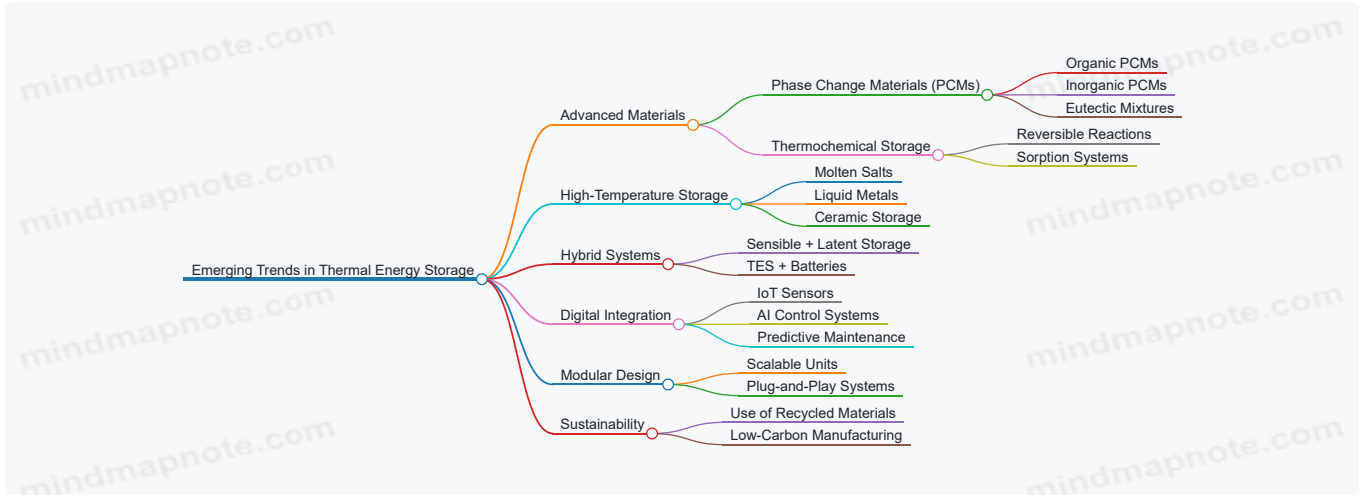 mindmapnote.com
mindmapnote.com
Organic PCMs
Phase Change Materials (PCMs)
Inorganic PCMs
Eutectic Mixtures
Advanced Materials
Reversible Reactions
Thermochemical Storage
Sorption Systems
mindmapnote.com
mindmapnote.com
Molten Salts
High-Temperature Storage
Liquid Metals
Ceramic Storage
Sensible + Latent Storage
Hybrid Systems
TES + Batteries
Emerging Trends in Thermal Energy Storage
mindmapnote.com
mindmapnote.com
IoT Sensors
Digital Integration
AI Control Systems
Predictive Maintenance
Scalable Units
Modular Design
Plug-and-Play Systems
Use of Recycled Materials
Sustainability
Low-Carbon Manufacturing
mindmapnote.com
mindmapnote.com